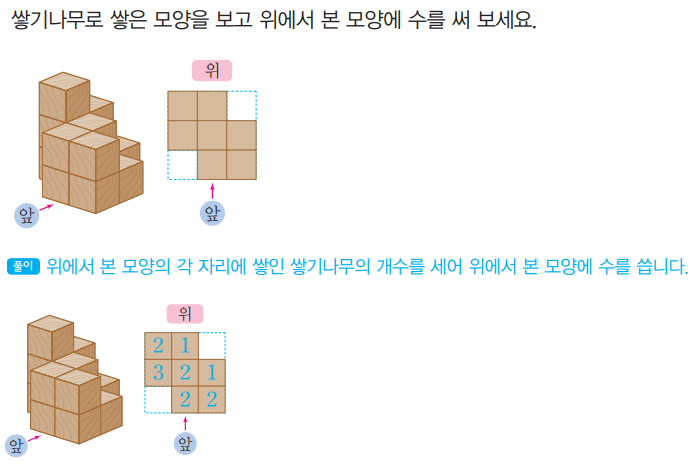 쌓기나무로 쌓은 모양을 보고 위에서 본 모양에 수를 써 보세요.
위
앞
앞
풀이 위에서 본 모양의 각 자리에 쌓인 쌓기나무의 개수를 세어 위에서 본 모양에 수를 씁니다.
위
2 1
3 2 1
2 2
앞
앞